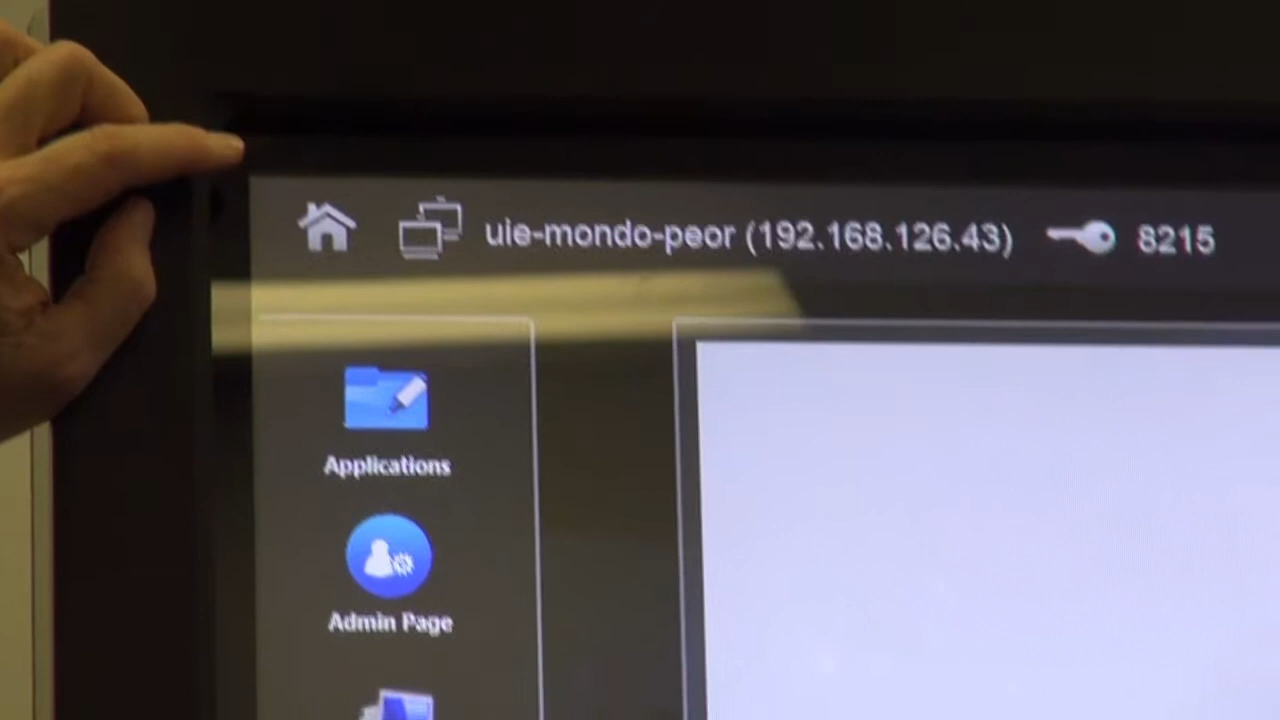 uie-mondo-peor (192.168.126.43) 8215
Applications
Admin Page